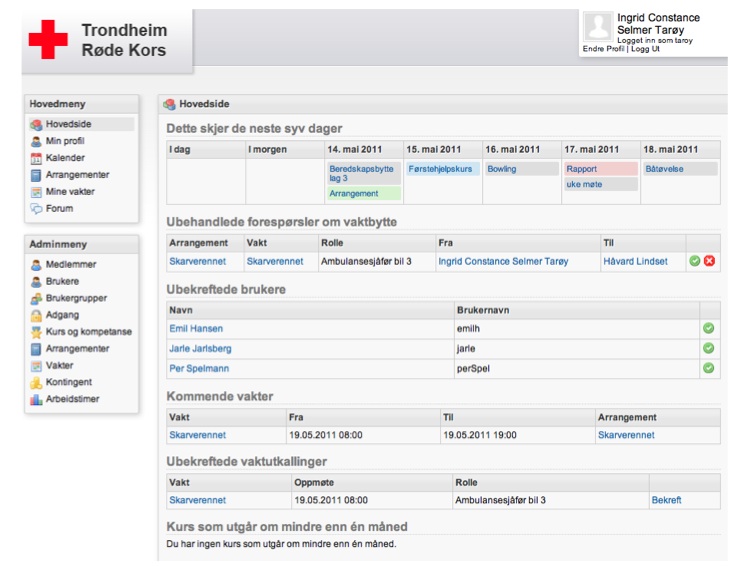 Trondheim
Røde Kors
Ingrid Constance
Selmer Tarøy
Logget inn som taroy
Endre Profil | Logg Ut
Hovedmeny
Hovedside
Min profil
Kalender
Arrangementer
Mine vakter
Forum
Adminmeny
Medlemmer
Brukere
Brukergrupper
Adgang
Kurs og kompetanse
Arrangementer
Vakter
Kontingent
Arbeidstimer
Hovedside
Dette skjer de neste syv dager
I dag I morgen 14. mai 2011 15. mai 2011 16. mai 2011 17. mai 2011 18. mai 2011
Beredskapsbytte Førstehjelpskurs Bowling Rapport Båtøvelse
lag 3 uke møte
Arrangement
Ubehandlede forespørsler om vaktbytte
Arrangement Vakt Rolle Fra Til
Skarverennet Skarverennet Ambulansesjåfør bil 3 Ingrid Constance Selmer Tarøy Håvard Lindset
Ubekreftede brukere
Navn Brukernavn
Emil Hansen emilh
Jarle Jarlsberg jarle
Per Spelmann perSpel
Kommende vakter
Vakt Fra Til Arrangement
Skarverennet 19.05.2011 08:00 19.05.2011 19:00 Skarverennet
Ubekreftede vaktutkallinger
Vakt Oppmøte Rolle
Skarverennet 19.05.2011 08:00 Ambulansesjåfør bil 3 Bekreft
Kurs som utgår om mindre enn én måned
Du har ingen kurs som utgår om mindre enn én måned.